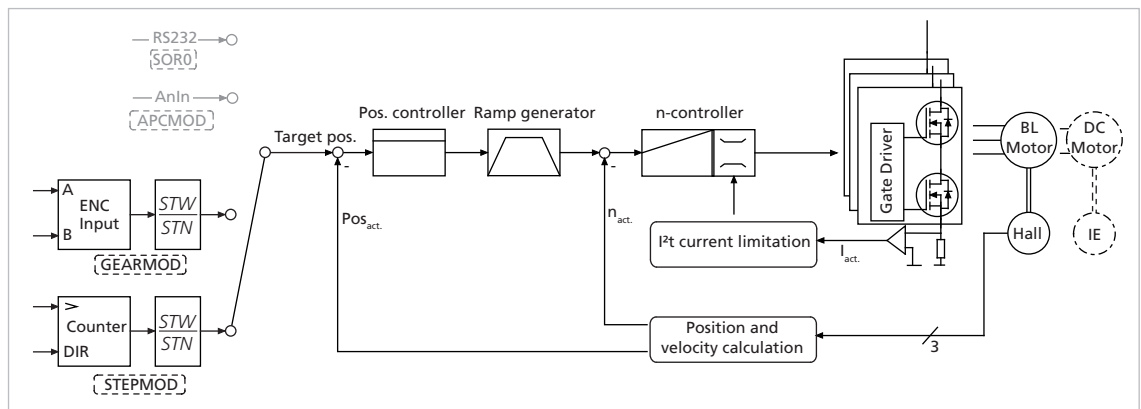 RS232
SOR0
AnIn
APCMOD
Target pos.
Pos. controller
Ramp generator
n-controller
Gate Driver
BL
Motor
DC
Motor
A
ENC
Input
B
STW
STN
GEARMOD
Pos_act.
-
n_act.
-
I²t current limitation
I_act.
Hall
IE
>
Counter
DIR
STW
STN
STEPMOD
Position and
velocity calculation
3